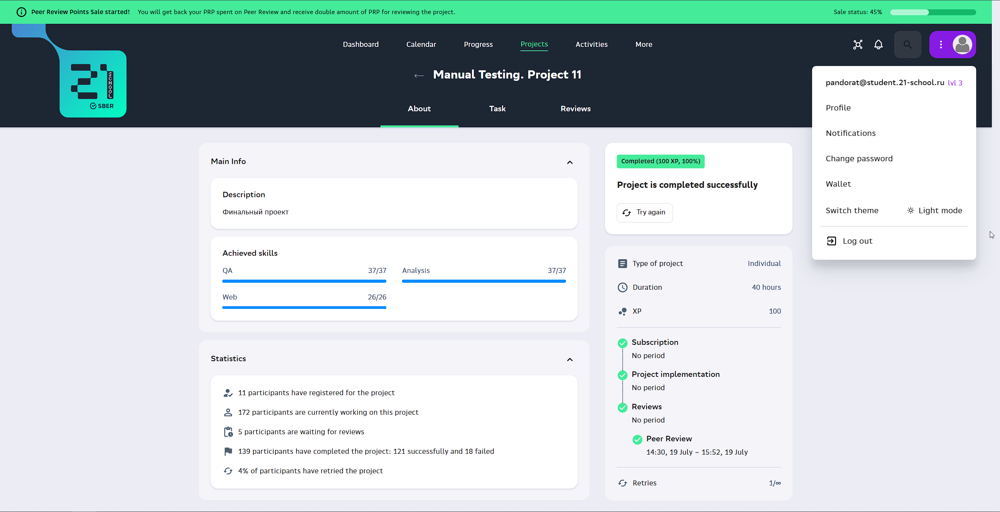 Peer Review Points Sale started! You will get back your PRP spent on Peer Review and receive double amount of PRP for reviewing the project. Sale status: 45%
21 SCHOOL
SBER
Dashboard Calendar Progress Projects Activities More
Manual Testing. Project 11
About Task Reviews
pandorat@student.21-school.ru lvl 3
Profile
Notifications
Change password
Wallet
Switch theme Light mode
Log out
Main Info
Description
Финальный проект
Achieved skills
QA 37/37 Analysis 37/37
Web 26/26
Statistics
11 participants have registered for the project
172 participants are currently working on this project
5 participants are waiting for reviews
139 participants have completed the project: 121 successfully and 18 failed
4% of participants have retried the project
Completed (100 XP, 100%)
Project is completed successfully
Try again
Type of project Individual
Duration 40 hours
XP 100
Subscription
No period
Project implementation
No period
Reviews
No period
Peer Review
14:30, 19 July – 15:52, 19 July
Retries 1/∞